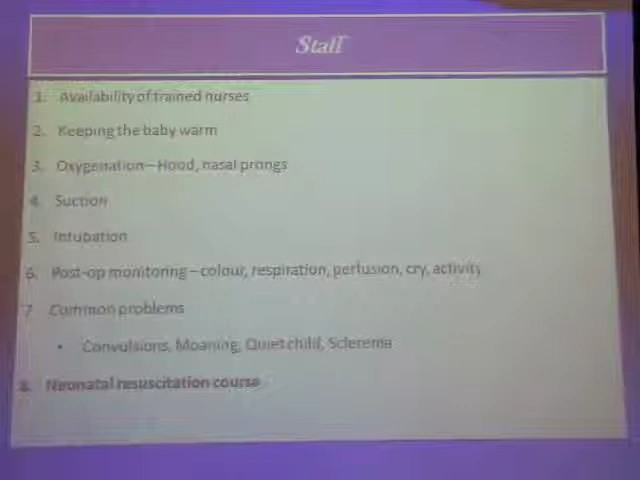 Staff
1. Availability of trained nurses
2. Keeping the baby warm
3. Oxygenation – Hood, nasal prongs
4. Suction
5. Intubation
6. Post-op monitoring – colour, respiration, perfusion, cry, activity
7 Common problems
• Convulsions, Moaning, Quiet child, Sclerema
8. Neonatal resuscitation course